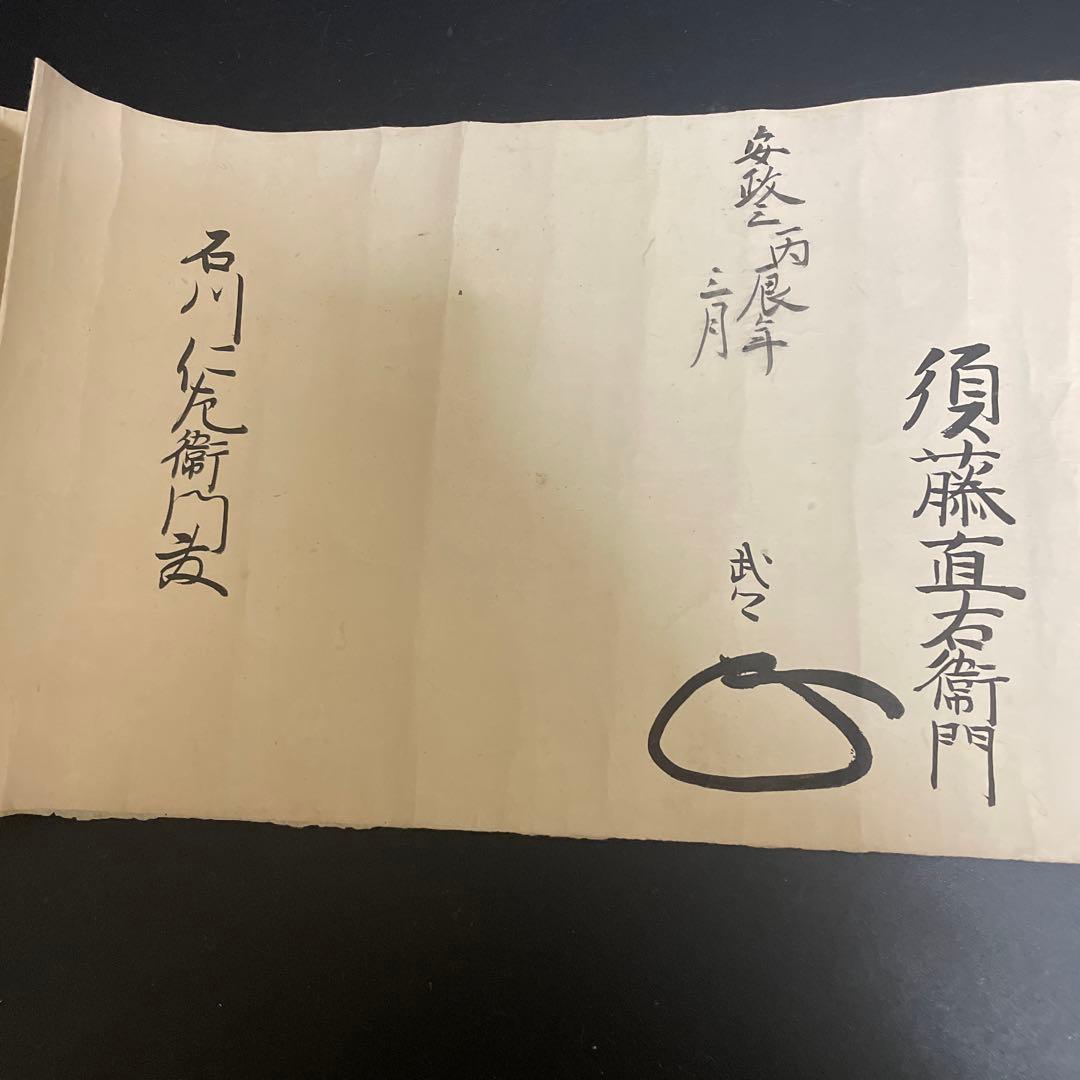 須藤直右衛門
安政三丙辰年
三月
武
石川仁左衛門殿